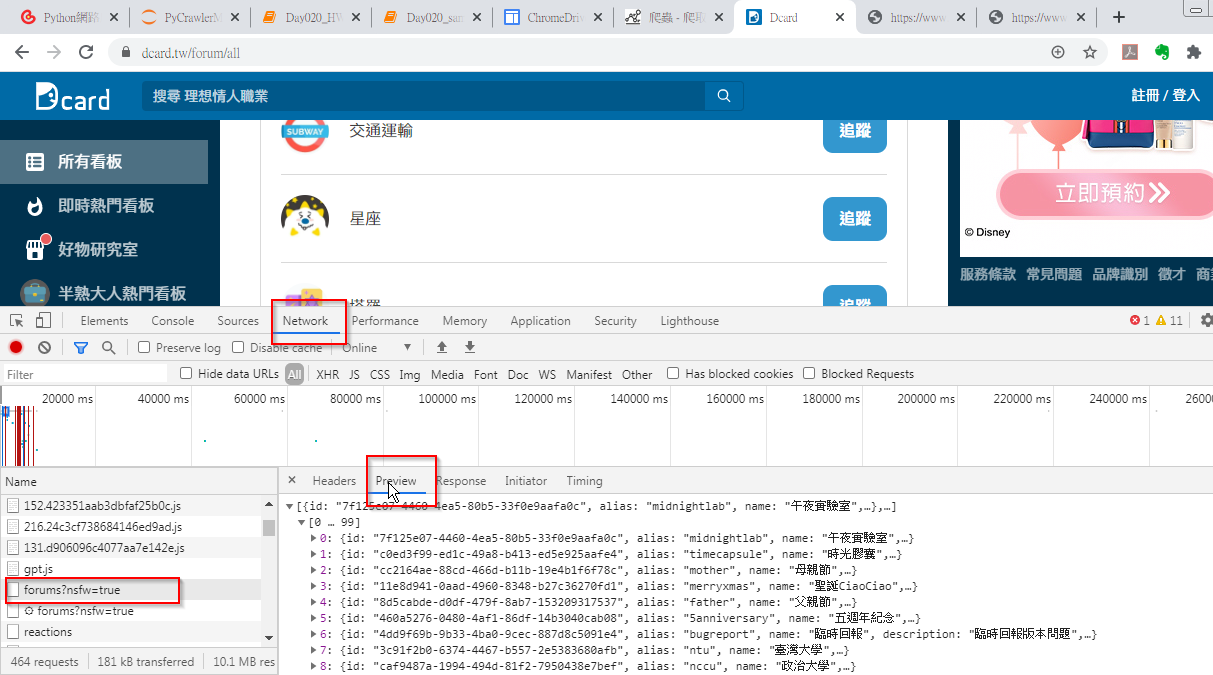 Python網路 PyCrawlerM Day020_HW Day020_san ChromeDriv 爬蟲 - 爬取 Dcard https://www https://www
dcard.tw/forum/all
Dcard 搜尋 理想情人職業 註冊 / 登入
SUBWAY 交通運輸 追蹤
所有看板
即時熱門看板
星座 追蹤
立即預約
© Disney
好物研究室
服務條款 常見問題 品牌識別 徵才 商
半熟大人熱門看板
塔羅 追蹤
Elements Console Sources Network Performance Memory Application Security Lighthouse 1 11
Preserve log Disable cache Online
Filter Hide data URLs All XHR JS CSS Img Media Font Doc WS Manifest Other Has blocked cookies Blocked Requests
20000 ms 40000 ms 60000 ms 80000 ms 100000 ms 120000 ms 140000 ms 160000 ms 180000 ms 200000 ms 220000 ms 240000 ms 26000
Name
152.423351aab3dbfaf25b0c.js
216.24c3cf738684146ed9ad.js
131.d906096c4077aa7e142e.js
gpt.js
forums?nsfw=true
forums?nsfw=true
reactions
464 requests 181 kB transferred 10.1 MB res
Headers Preview Response Initiator Timing
[{id: "7f125e07-4460-4ea5-80b5-33f0e9aafa0c", alias: "midnightlab", name: "午夜實驗室",…},…]
[0 … 99]
0: {id: "7f125e07-4460-4ea5-80b5-33f0e9aafa0c", alias: "midnightlab", name: "午夜實驗室",…}
1: {id: "c0ed3f99-ed1c-49a8-b413-ed5e925aafe4", alias: "timecapsule", name: "時光膠囊",…}
2: {id: "cc2164ae-88cd-466d-b11b-19e4b1f6f78c", alias: "mother", name: "母親節",…}
3: {id: "11e8d941-0aad-4960-8348-b27c36270fd1", alias: "merryxmas", name: "聖誕CiaoCiao",…}
4: {id: "8d5cabde-d0df-479f-8ab7-153209317537", alias: "father", name: "父親節",…}
5: {id: "460a5276-0480-4af1-86df-14b3040cab08", alias: "5anniversary", name: "五週年紀念",…}
6: {id: "4dd9f69b-9b33-4ba0-9cec-887d8c5091e4", alias: "bugreport", name: "臨時回報", description: "臨時回報版本問題",…}
7: {id: "3c91f2b0-6374-4467-b557-2e5383680afb", alias: "ntu", name: "臺灣大學",…}
8: {id: "caf9487a-1994-494d-81f2-7950438e7bef", alias: "nccu", name: "政治大學",…}